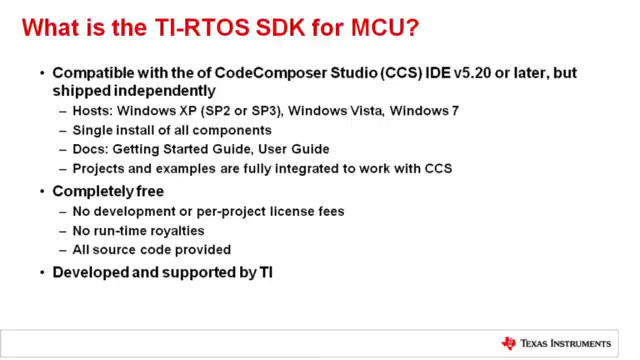 What is the TI-RTOS SDK for MCU?
• Compatible with the of CodeComposer Studio (CCS) IDE v5.20 or later, but
shipped independently
– Hosts: Windows XP (SP2 or SP3), Windows Vista, Windows 7
– Single install of all components
– Docs: Getting Started Guide, User Guide
– Projects and examples are fully integrated to work with CCS
• Completely free
– No development or per-project license fees
– No run-time royalties
– All source code provided
• Developed and supported by TI
TEXAS INSTRUMENTS